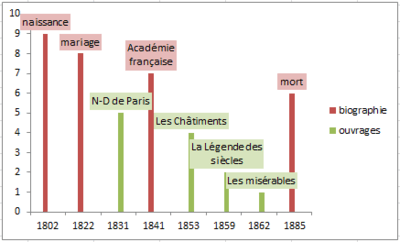 10
9
8
7
6
5
4
3
2
1
0
naissance
mariage
N-D de Paris
Académie
française
Les Châtiments
La Légende des
siècles
Les misérables
mort
1802
1822
1831
1841
1853
1859
1862
1885
biographie
ouvrages